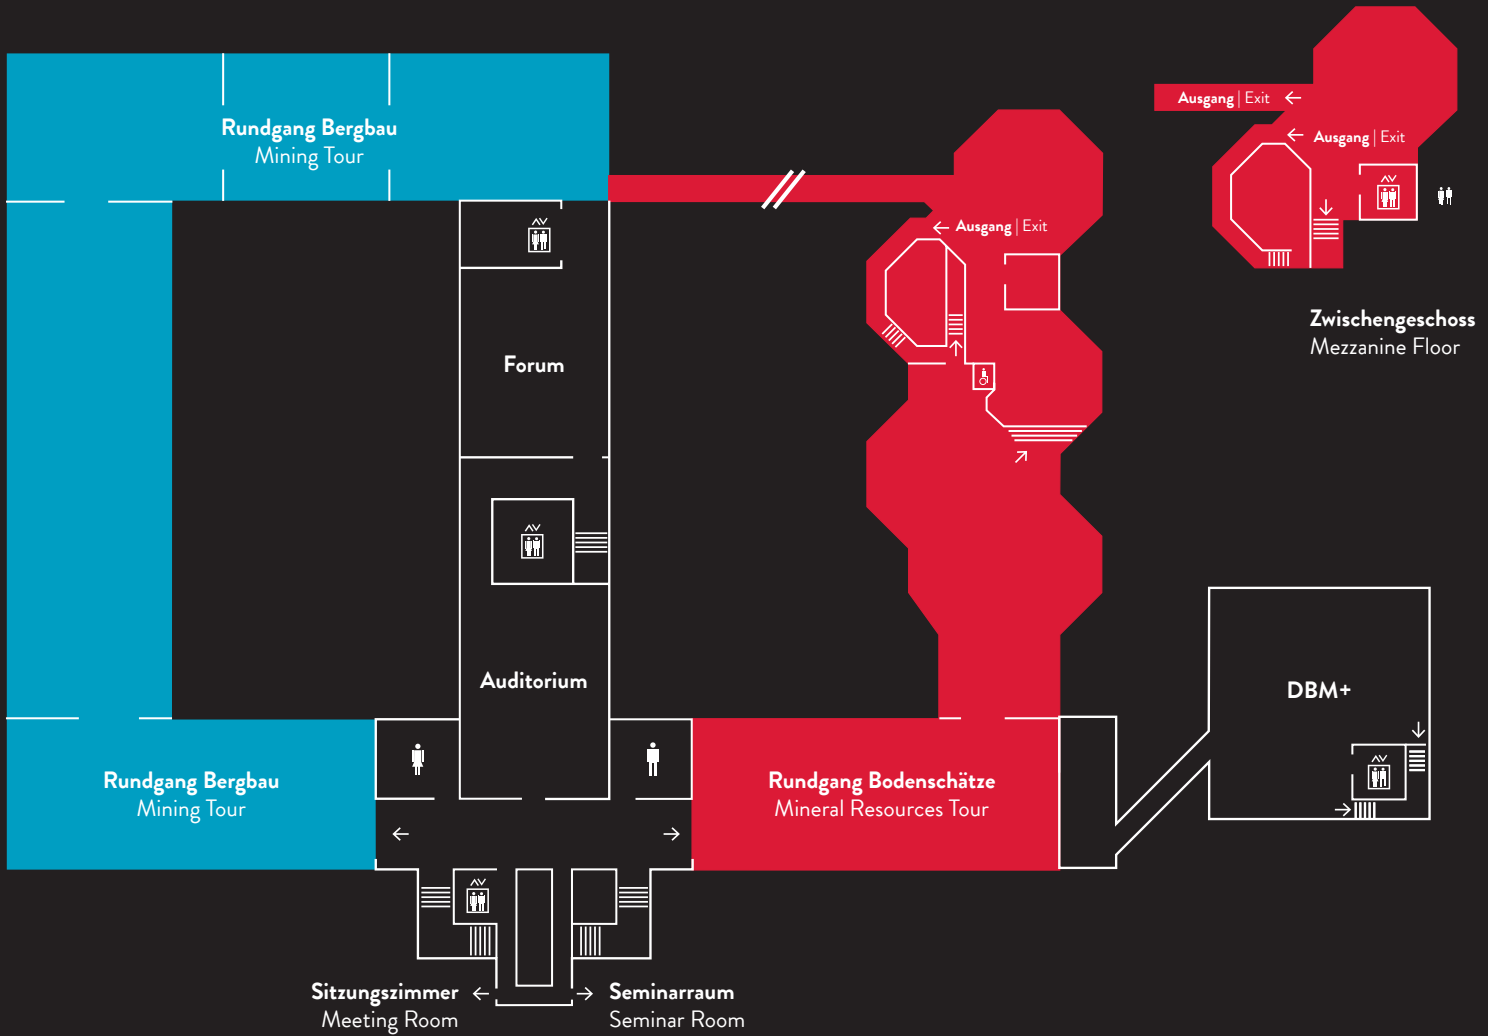 Ausgang | Exit
Ausgang | Exit
Rundgang Bergbau
Mining Tour
Ausgang | Exit
Zwischengeschoss
Mezzanine Floor
Forum
Auditorium
DBM+
Rundgang Bergbau
Mining Tour
Rundgang Bodenschätze
Mineral Resources Tour
Sitzungszimmer
Meeting Room
Seminarraum
Seminar Room